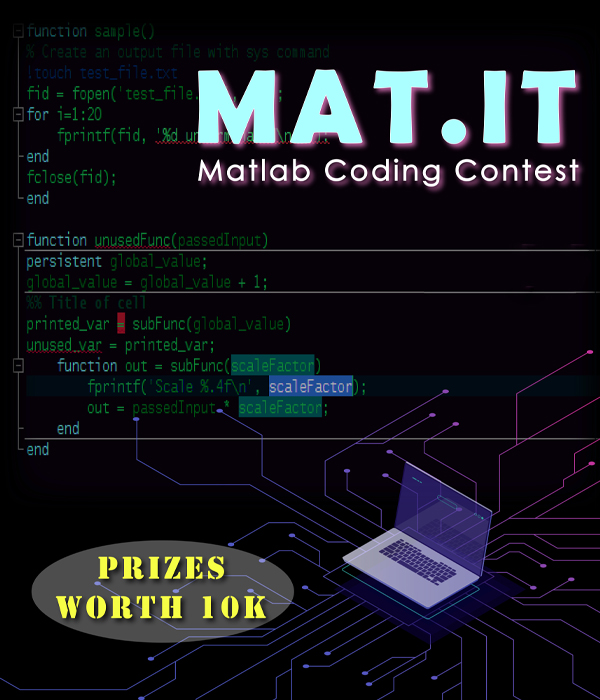 function sample()
% Create an output file with sys command
!touch test_file.txt
fid = fopen('test_file.
for i=1:20
fprintf(fid, '%d
end
fclose(fid);
end
MAT.IT
Matlab Coding Contest
function unusedFunc(passedInput)
persistent global_value;
global_value = global_value + 1;
%% Title of cell
printed_var = subFunc(global_value)
unused_var = printed_var;
function out = subFunc(scaleFactor)
fprintf('Scale %.4f\n', scaleFactor);
out = passedInput * scaleFactor;
end
end
PRIZES
WORTH 10K